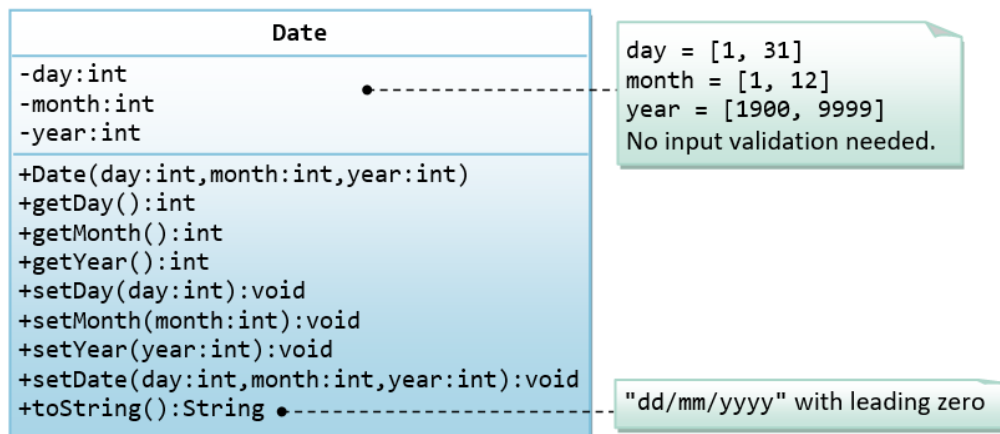 Date
-day:int
-month:int
-year:int
day = [1, 31]
month = [1, 12]
year = [1900, 9999]
No input validation needed.
+Date(day:int,month:int,year:int)
+getDay():int
+getMonth():int
+getYear():int
+setDay(day:int):void
+setMonth(month:int):void
+setYear(year:int):void
+setDate(day:int,month:int,year:int):void
+toString():String
"dd/mm/yyyy" with leading zero